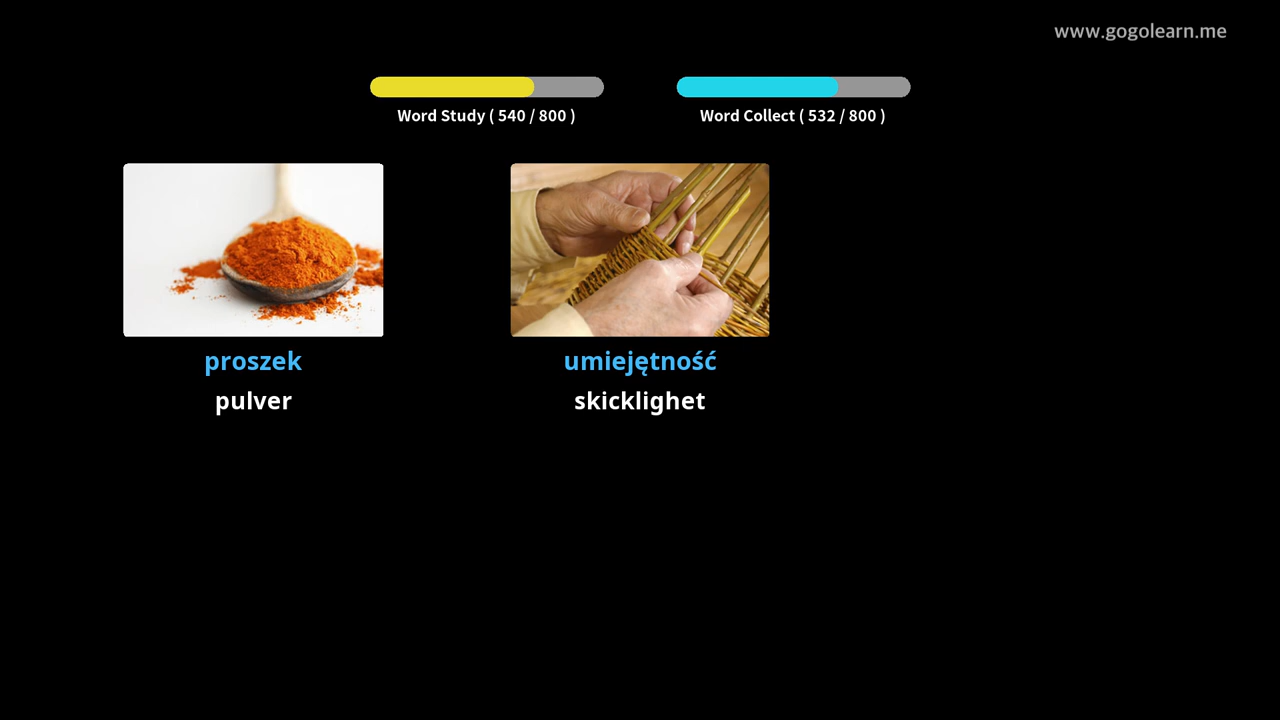 www.gogolearn.me
Word Study ( 540 / 800 )
Word Collect ( 532 / 800 )
proszek
pulver
umiejętność
skicklighet